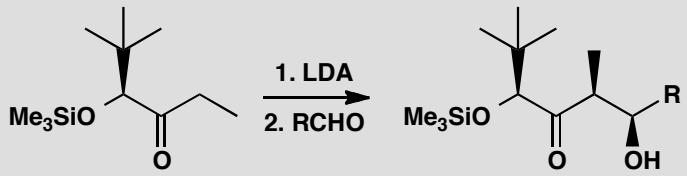 1. LDA
2. RCHO
Me₃SiO
O
Me₃SiO
O
OH
R